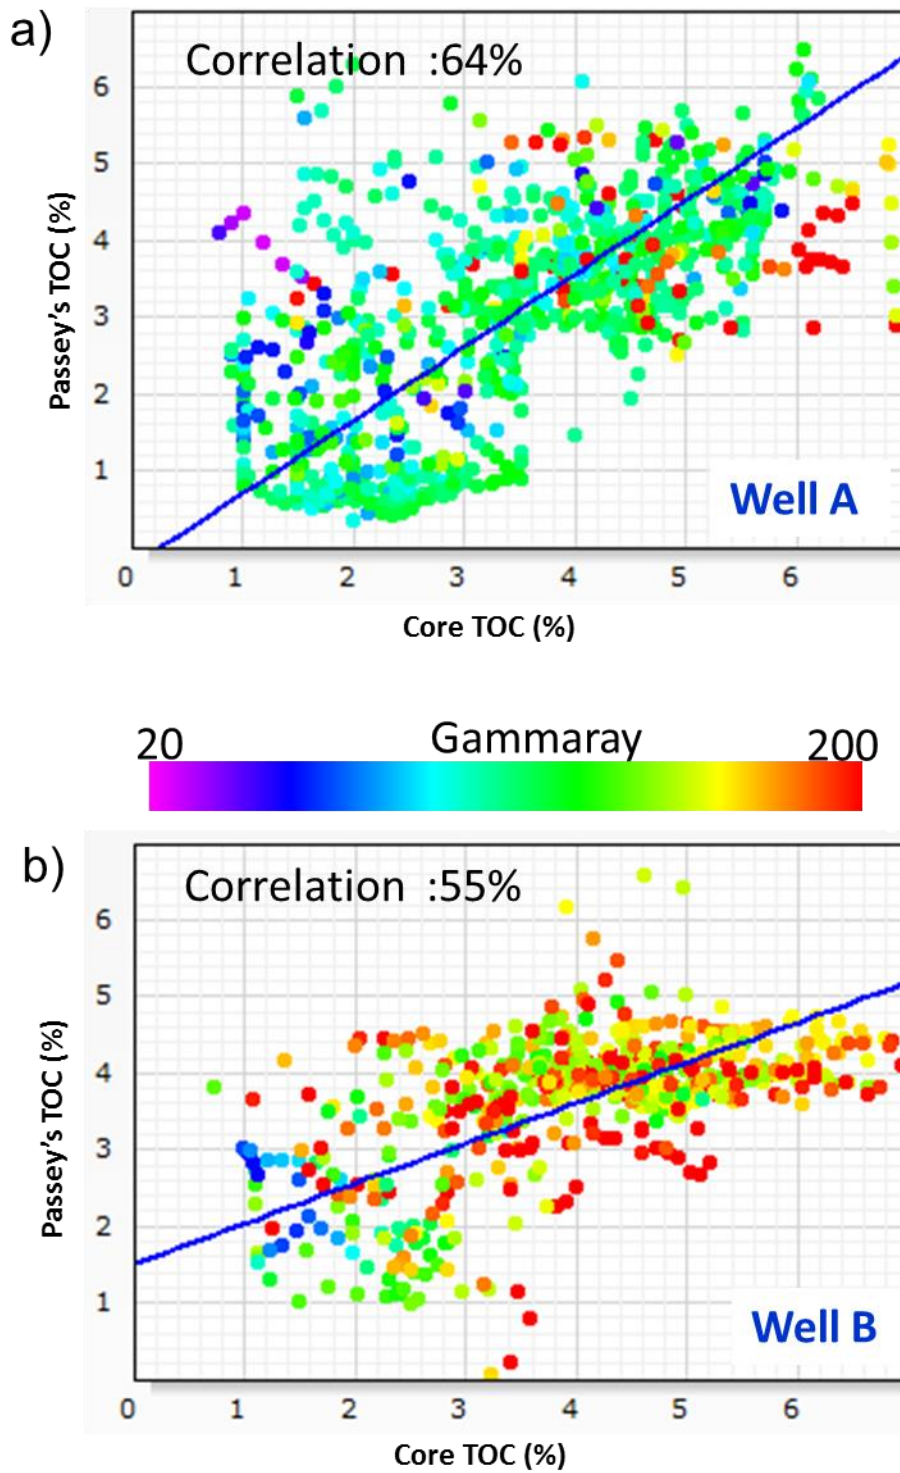 a)
Correlation :64%
6
5
4
3
2
1
Passey's TOC (%)
Well A
0 1 2 3 4 5 6
Core TOC (%)
20 Gammaray 200
b)
Correlation :55%
6
5
4
3
2
1
Passey's TOC (%)
Well B
0 1 2 3 4 5 6
Core TOC (%)